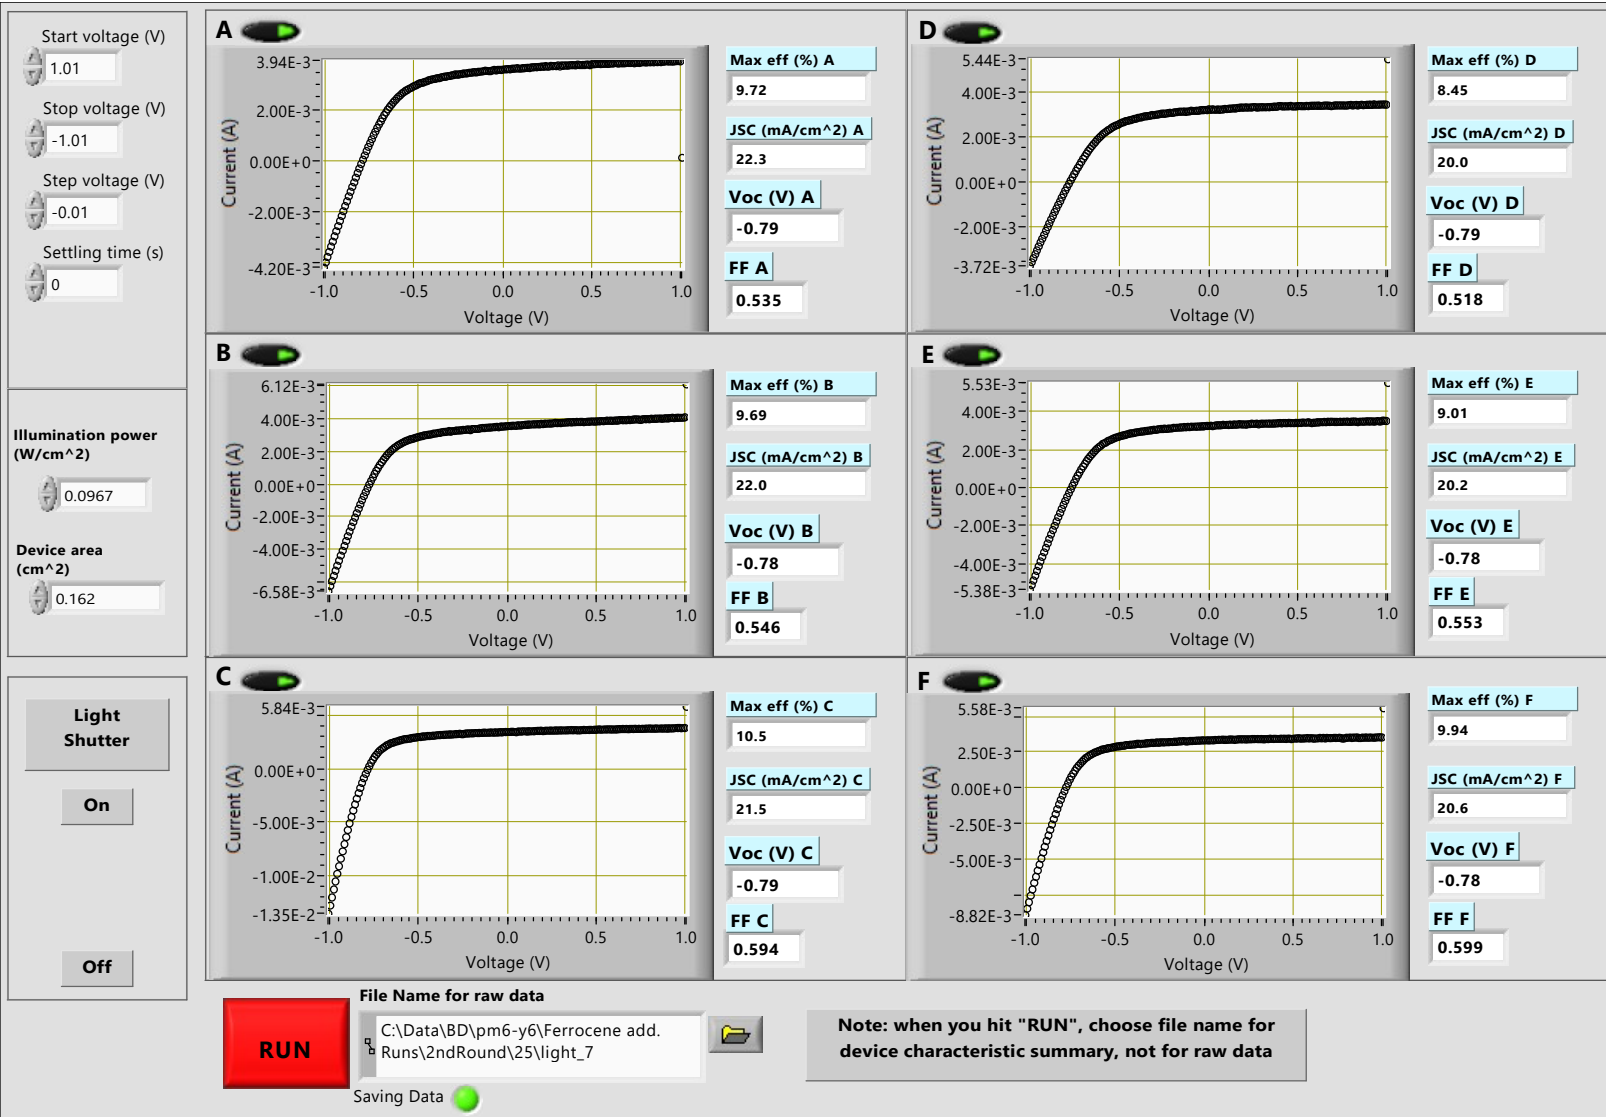 Start voltage (V)
1.01
Stop voltage (V)
-1.01
Step voltage (V)
-0.01
Settling time (s)
0
Illumination power
(W/cm^2)
0.0967
Device area
(cm^2)
0.162
Light
Shutter
On
Off
A
3.94E-3
2.00E-3
0.00E+0
-2.00E-3
-4.20E-3
Current (A)
-1.0 -0.5 0.0 0.5 1.0
Voltage (V)
Max eff (%) A
9.72
JSC (mA/cm^2) A
22.3
Voc (V) A
-0.79
FF A
0.535
B
6.12E-3
4.00E-3
2.00E-3
0.00E+0
-2.00E-3
-4.00E-3
-6.58E-3
Current (A)
-1.0 -0.5 0.0 0.5 1.0
Voltage (V)
Max eff (%) B
9.69
JSC (mA/cm^2) B
22.0
Voc (V) B
-0.78
FF B
0.546
C
5.84E-3
0.00E+0
-5.00E-3
-1.00E-2
-1.35E-2
Current (A)
-1.0 -0.5 0.0 0.5 1.0
Voltage (V)
Max eff (%) C
10.5
JSC (mA/cm^2) C
21.5
Voc (V) C
-0.79
FF C
0.594
D
5.44E-3
4.00E-3
2.00E-3
0.00E+0
-2.00E-3
-3.72E-3
Current (A)
-1.0 -0.5 0.0 0.5 1.0
Voltage (V)
Max eff (%) D
8.45
JSC (mA/cm^2) D
20.0
Voc (V) D
-0.79
FF D
0.518
E
5.53E-3
4.00E-3
2.00E-3
0.00E+0
-2.00E-3
-4.00E-3
-5.38E-3
Current (A)
-1.0 -0.5 0.0 0.5 1.0
Voltage (V)
Max eff (%) E
9.01
JSC (mA/cm^2) E
20.2
Voc (V) E
-0.78
FF E
0.553
F
5.58E-3
2.50E-3
0.00E+0
-2.50E-3
-5.00E-3
-8.82E-3
Current (A)
-1.0 -0.5 0.0 0.5 1.0
Voltage (V)
Max eff (%) F
9.94
JSC (mA/cm^2) F
20.6
Voc (V) F
-0.78
FF F
0.599
RUN
File Name for raw data
C:\Data\BD\pm6-y6\Ferrocene add.
Runs\2ndRound\25\light_7
Saving Data
Note: when you hit "RUN", choose file name for
device characteristic summary, not for raw data